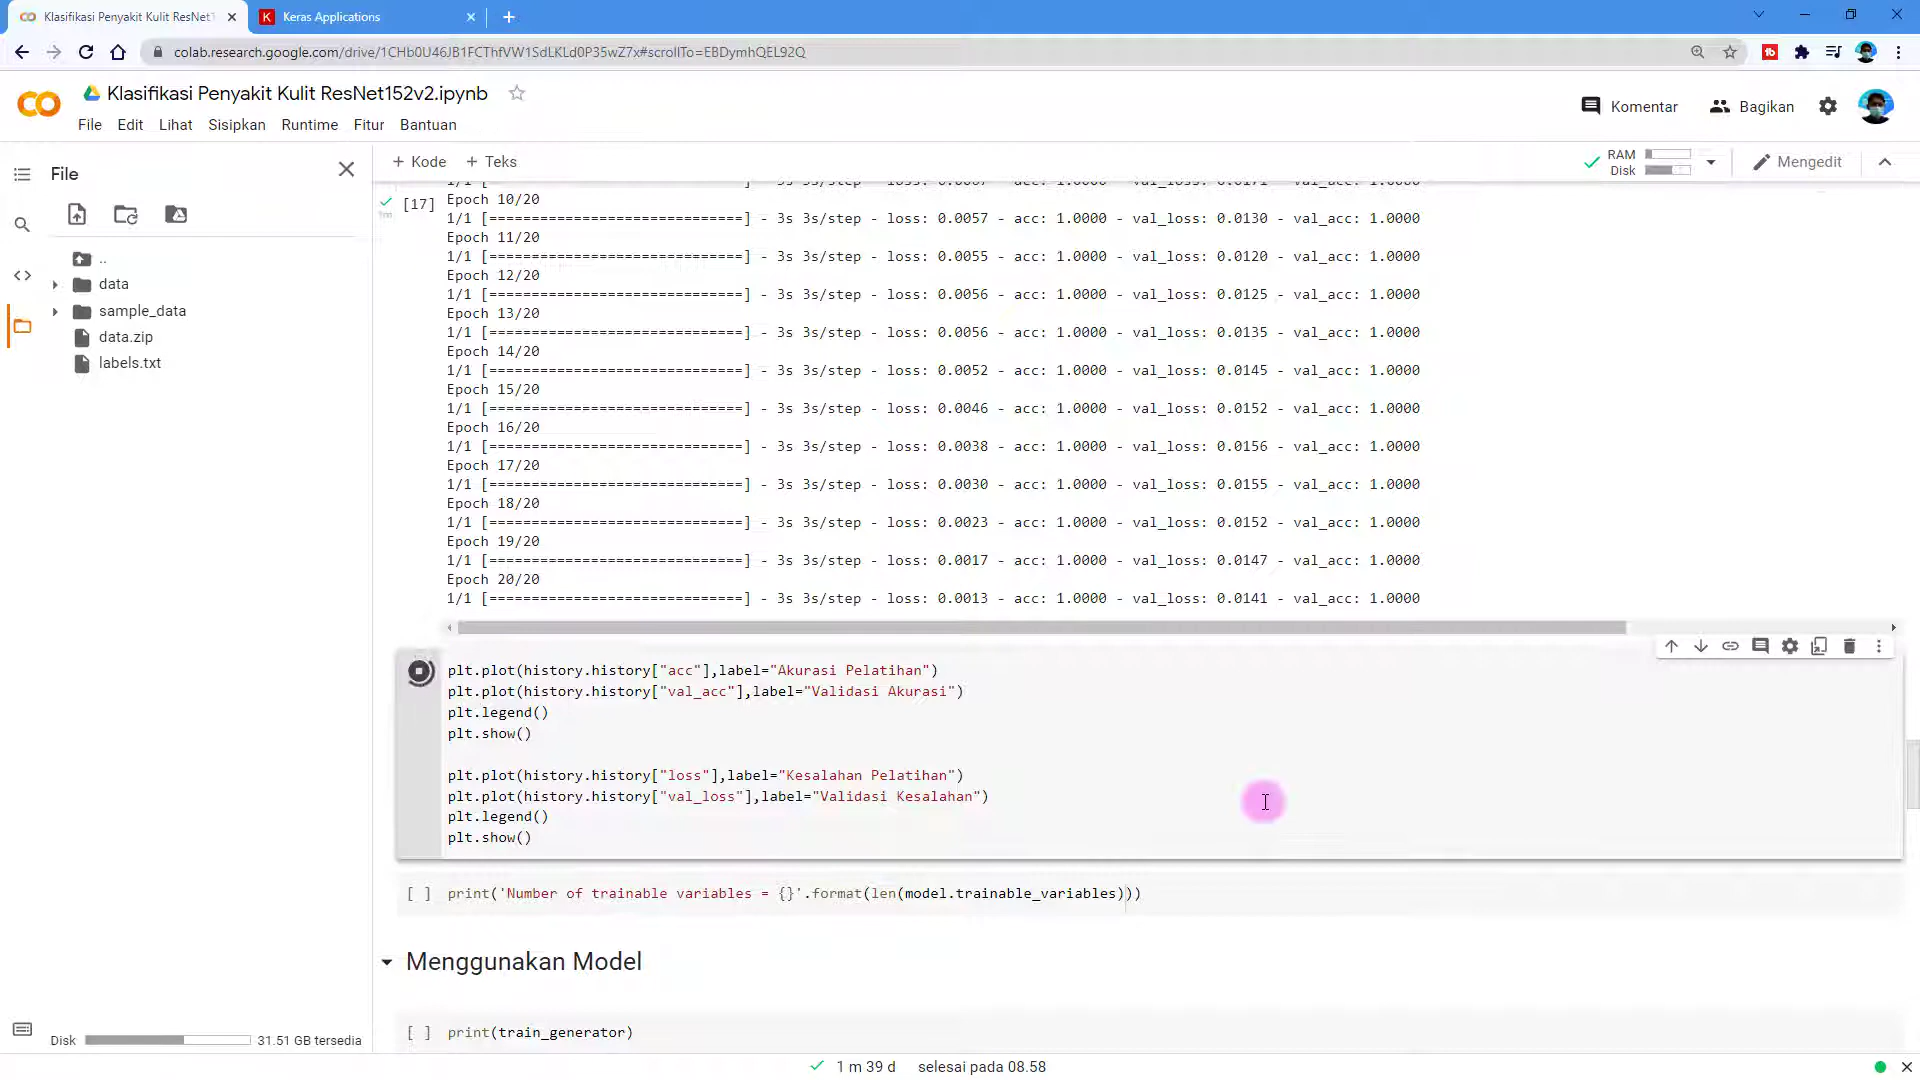 Klasifikasi Penyakit Kulit ResNet1
Keras Applications
colab.research.google.com/drive/1CHb0U46JB1FCThfVW1SdLKLd0P35wZ7x#scrollTo=EBDymhQEL92Q
Klasifikasi Penyakit Kulit ResNet152v2.ipynb
Komentar
Bagikan
File Edit Lihat Sisipkan Runtime Fitur Bantuan
File
+ Kode + Teks
RAM
Disk
Mengedit
..
data
sample_data
data.zip
labels.txt
[17]
1m
Epoch 10/20
1/1 [==============================] - 3s 3s/step - loss: 0.0057 - acc: 1.0000 - val_loss: 0.0130 - val_acc: 1.0000
Epoch 11/20
1/1 [==============================] - 3s 3s/step - loss: 0.0055 - acc: 1.0000 - val_loss: 0.0120 - val_acc: 1.0000
Epoch 12/20
1/1 [==============================] - 3s 3s/step - loss: 0.0056 - acc: 1.0000 - val_loss: 0.0125 - val_acc: 1.0000
Epoch 13/20
1/1 [==============================] - 3s 3s/step - loss: 0.0056 - acc: 1.0000 - val_loss: 0.0135 - val_acc: 1.0000
Epoch 14/20
1/1 [==============================] - 3s 3s/step - loss: 0.0052 - acc: 1.0000 - val_loss: 0.0145 - val_acc: 1.0000
Epoch 15/20
1/1 [==============================] - 3s 3s/step - loss: 0.0046 - acc: 1.0000 - val_loss: 0.0152 - val_acc: 1.0000
Epoch 16/20
1/1 [==============================] - 3s 3s/step - loss: 0.0038 - acc: 1.0000 - val_loss: 0.0156 - val_acc: 1.0000
Epoch 17/20
1/1 [==============================] - 3s 3s/step - loss: 0.0030 - acc: 1.0000 - val_loss: 0.0155 - val_acc: 1.0000
Epoch 18/20
1/1 [==============================] - 3s 3s/step - loss: 0.0023 - acc: 1.0000 - val_loss: 0.0152 - val_acc: 1.0000
Epoch 19/20
1/1 [==============================] - 3s 3s/step - loss: 0.0017 - acc: 1.0000 - val_loss: 0.0147 - val_acc: 1.0000
Epoch 20/20
1/1 [==============================] - 3s 3s/step - loss: 0.0013 - acc: 1.0000 - val_loss: 0.0141 - val_acc: 1.0000
plt.plot(history.history["acc"],label="Akurasi Pelatihan")
plt.plot(history.history["val_acc"],label="Validasi Akurasi")
plt.legend()
plt.show()
plt.plot(history.history["loss"],label="Kesalahan Pelatihan")
plt.plot(history.history["val_loss"],label="Validasi Kesalahan")
plt.legend()
plt.show()
[ ] print('Number of trainable variables = {}'.format(len(model.trainable_variables)))
Menggunakan Model
[ ] print(train_generator)
Disk 31.51 GB tersedia
1 m 39 d selesai pada 08.58